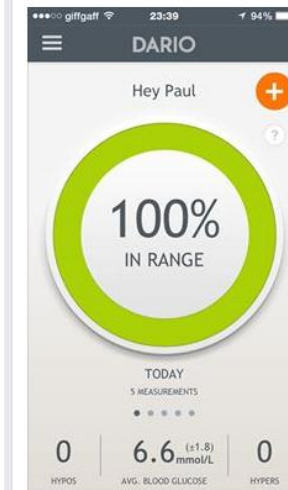 giffgaff 23:39 94%
DARIO
Hey Paul
+
?
100%
IN RANGE
TODAY
5 MEASUREMENTS
0 6.6 (±1.8) mmol/L 0
HYPOS AVG. BLOOD GLUCOSE HYPERS